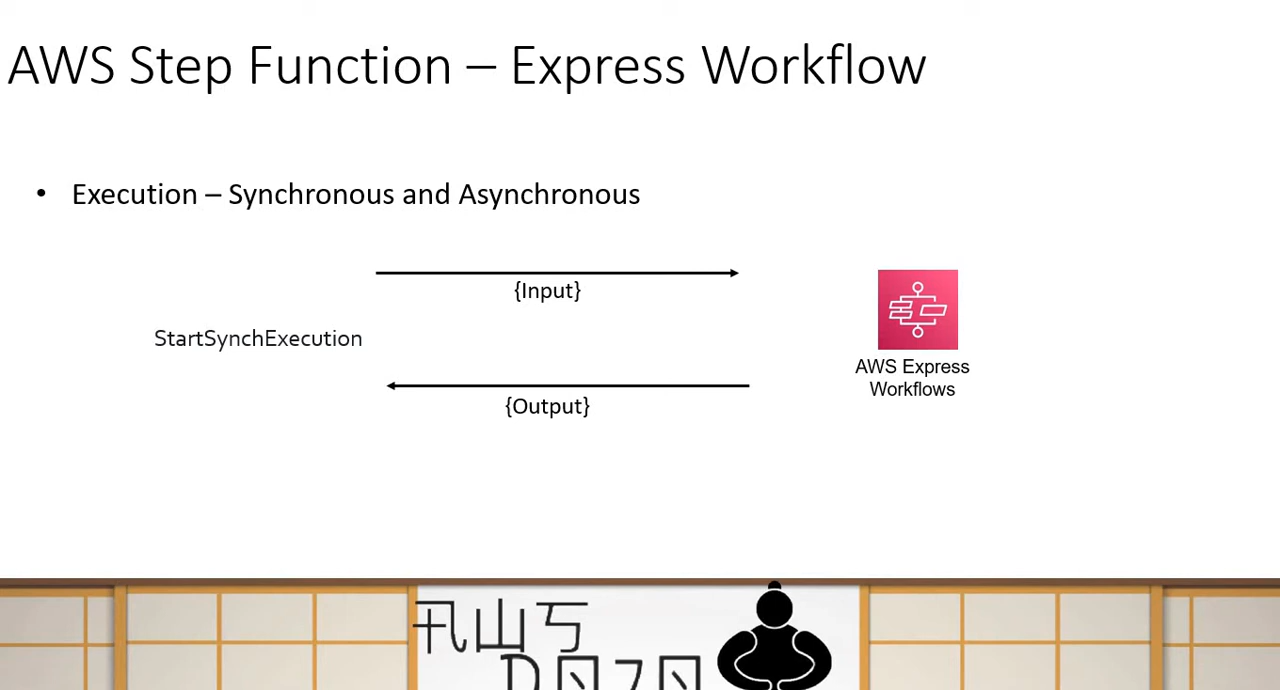 AWS Step Function – Express Workflow
• Execution – Synchronous and Asynchronous
{Input}
StartSynchExecution
{Output}
AWS Express
Workflows